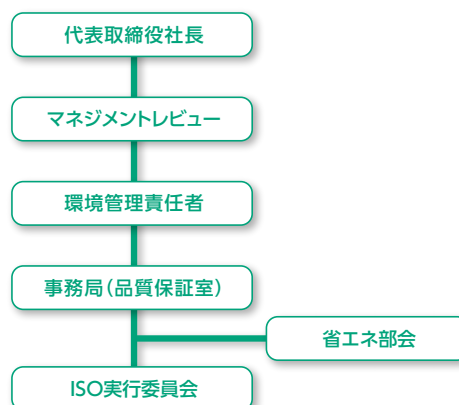 代表取締役社長
マネジメントレビュー
環境管理責任者
事務局（品質保証室）
省エネ部会
ISO実行委員会